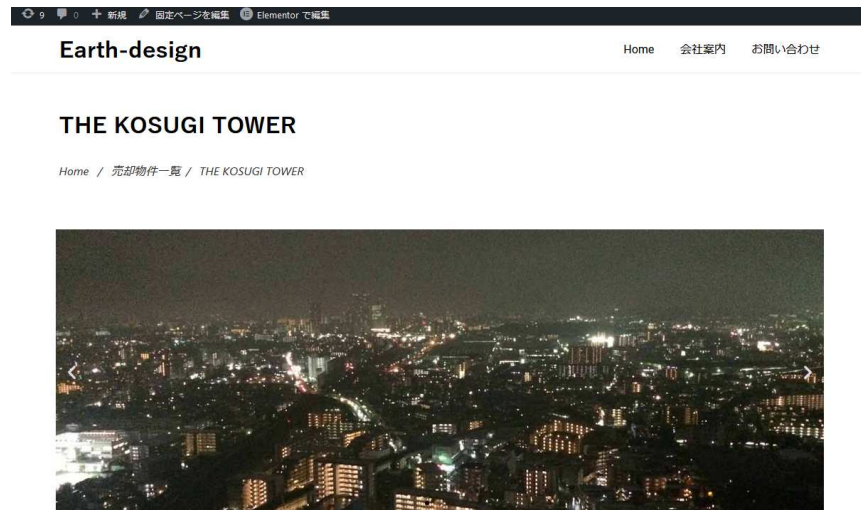 9 0 新規 固定ページを編集 Elementor で編集
Earth-design Home 会社案内 お問い合わせ
THE KOSUGI TOWER
Home / 売却物件一覧 / THE KOSUGI TOWER